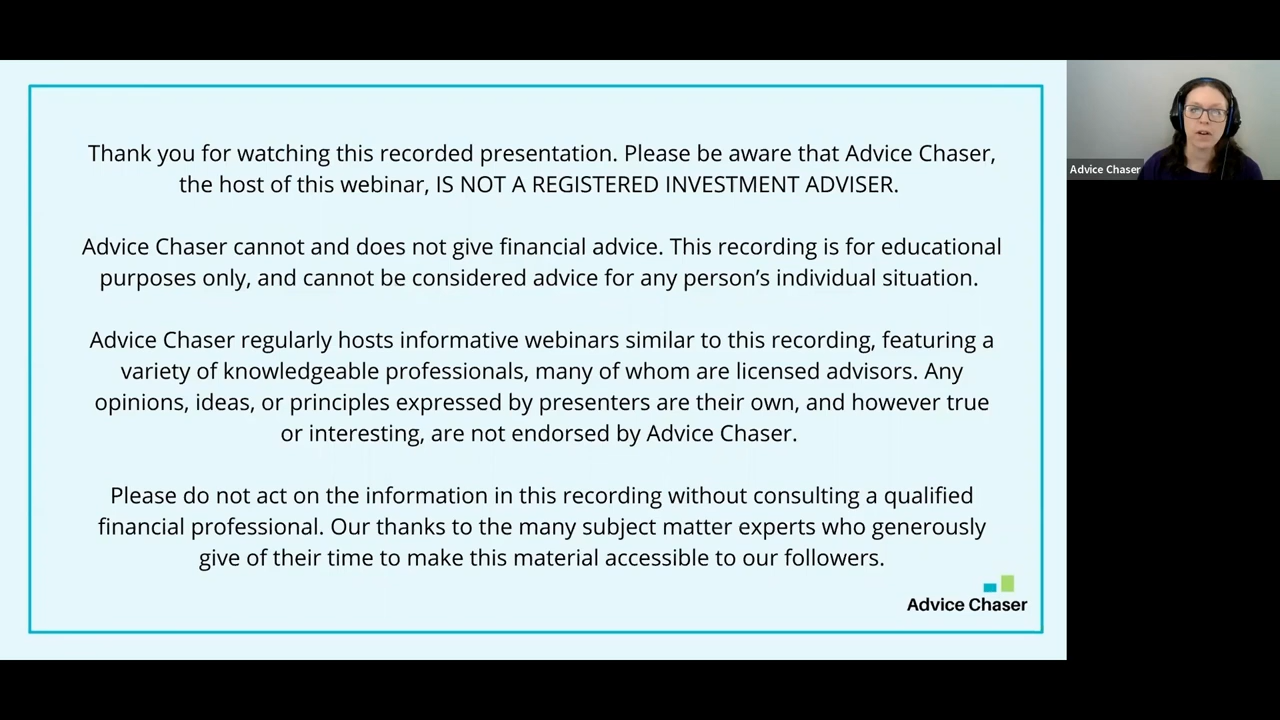 Thank you for watching this recorded presentation. Please be aware that Advice Chaser,
the host of this webinar, IS NOT A REGISTERED INVESTMENT ADVISER.
Advice Chaser cannot and does not give financial advice. This recording is for educational
purposes only, and cannot be considered advice for any person’s individual situation.
Advice Chaser regularly hosts informative webinars similar to this recording, featuring a
variety of knowledgeable professionals, many of whom are licensed advisors. Any
opinions, ideas, or principles expressed by presenters are their own, and however true
or interesting, are not endorsed by Advice Chaser.
Please do not act on the information in this recording without consulting a qualified
financial professional. Our thanks to the many subject matter experts who generously
give of their time to make this material accessible to our followers.
Advice Chaser
Advice Chaser